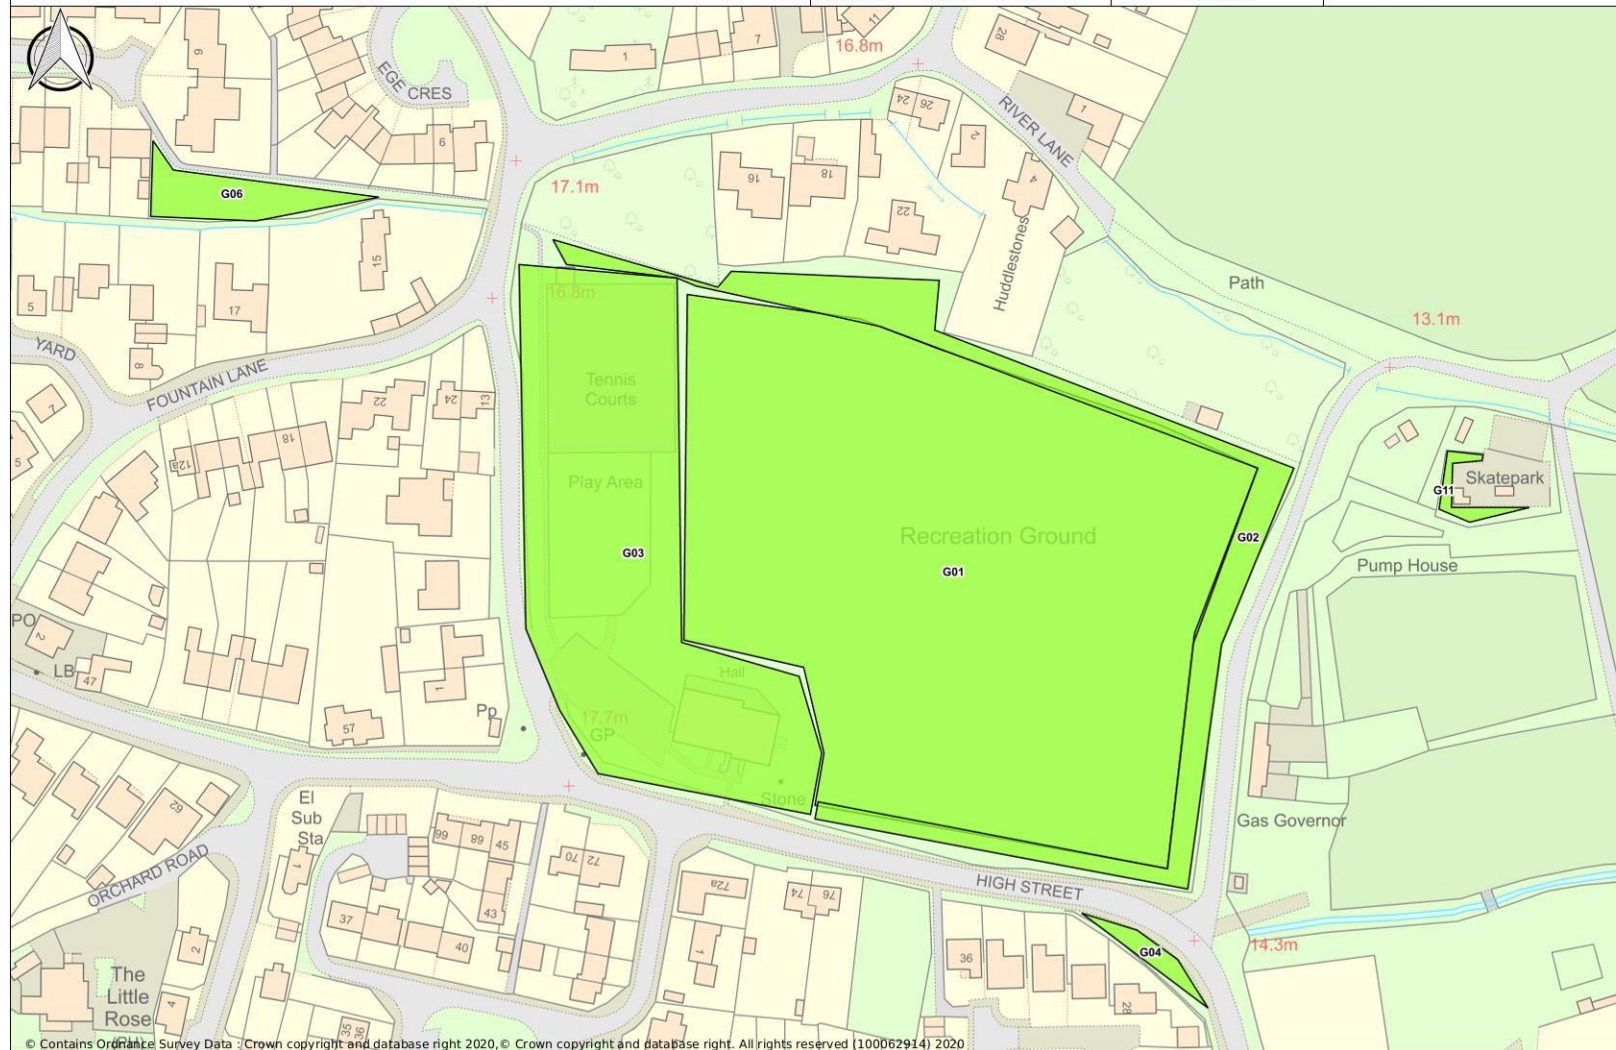 11
28
16.8m
7
1
9
EGE
CRES
24
26
RIVER LANE
1
6
2
17.1m
16
18
4
G06
22
15
Huddlestones
Path
5
17
16.8m
13.1m
YARD
8
FOUNTAIN LANE
Tennis
Courts
7
22
24
13
18
12a
5
Play Area
Skatepark
G11
Recreation Ground
G02
G03
G01
Pump House
PO
2
LB
47
1
Hall
57
Pp
17.7m
GP
Stone
El
Sub
Sta
62
Gas Governor
ORCHARD ROAD
1
66
68
45
70
72
HIGH STREET
72a
74
76
37
43
40
2
1
36
G04
14.3m
The
Little
Rose
(PH)
4
35
36
28
© Contains Ordnance Survey Data : Crown copyright and database right 2020, © Crown copyright and database right. All rights reserved (100062914) 2020